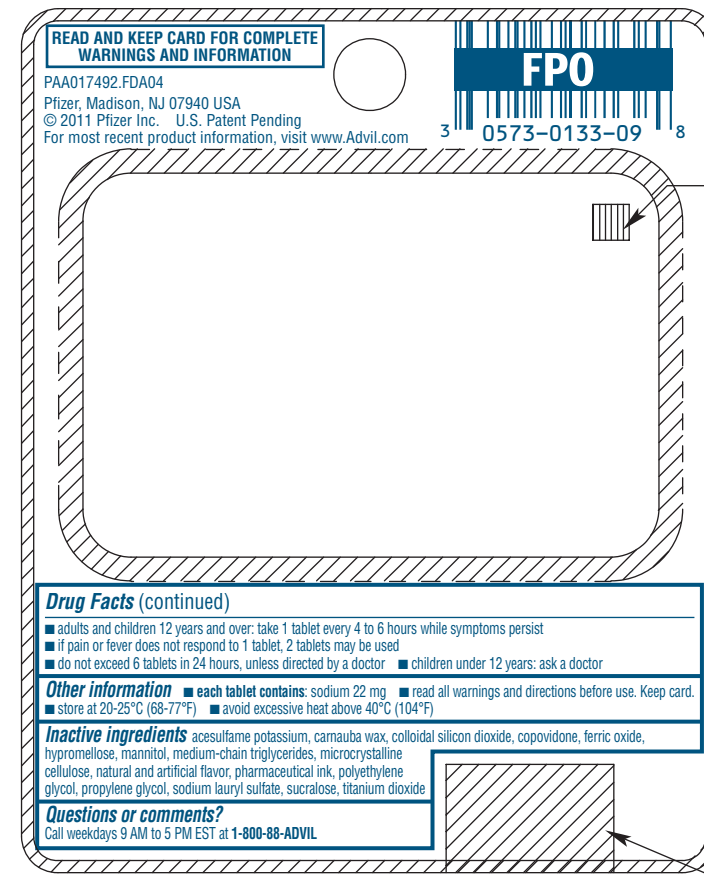 READ AND KEEP CARD FOR COMPLETE
WARNINGS AND INFORMATION
PAA017492.FDA04
Pfizer, Madison, NJ 07940 USA
© 2011 Pfizer Inc. U.S. Patent Pending
For most recent product information, visit www.Advil.com
FPO
3 0573-0133-09 8
Drug Facts (continued)
■ adults and children 12 years and over: take 1 tablet every 4 to 6 hours while symptoms persist
■ if pain or fever does not respond to 1 tablet, 2 tablets may be used
■ do not exceed 6 tablets in 24 hours, unless directed by a doctor ■ children under 12 years: ask a doctor
Other information ■ each tablet contains: sodium 22 mg ■ read all warnings and directions before use. Keep card.
■ store at 20-25°C (68-77°F) ■ avoid excessive heat above 40°C (104°F)
Inactive ingredients acesulfame potassium, carnauba wax, colloidal silicon dioxide, copovidone, ferric oxide,
hypromellose, mannitol, medium-chain triglycerides, microcrystalline
cellulose, natural and artificial flavor, pharmaceutical ink, polyethylene
glycol, propylene glycol, sodium lauryl sulfate, sucralose, titanium dioxide
Questions or comments?
Call weekdays 9 AM to 5 PM EST at 1-800-88-ADVIL